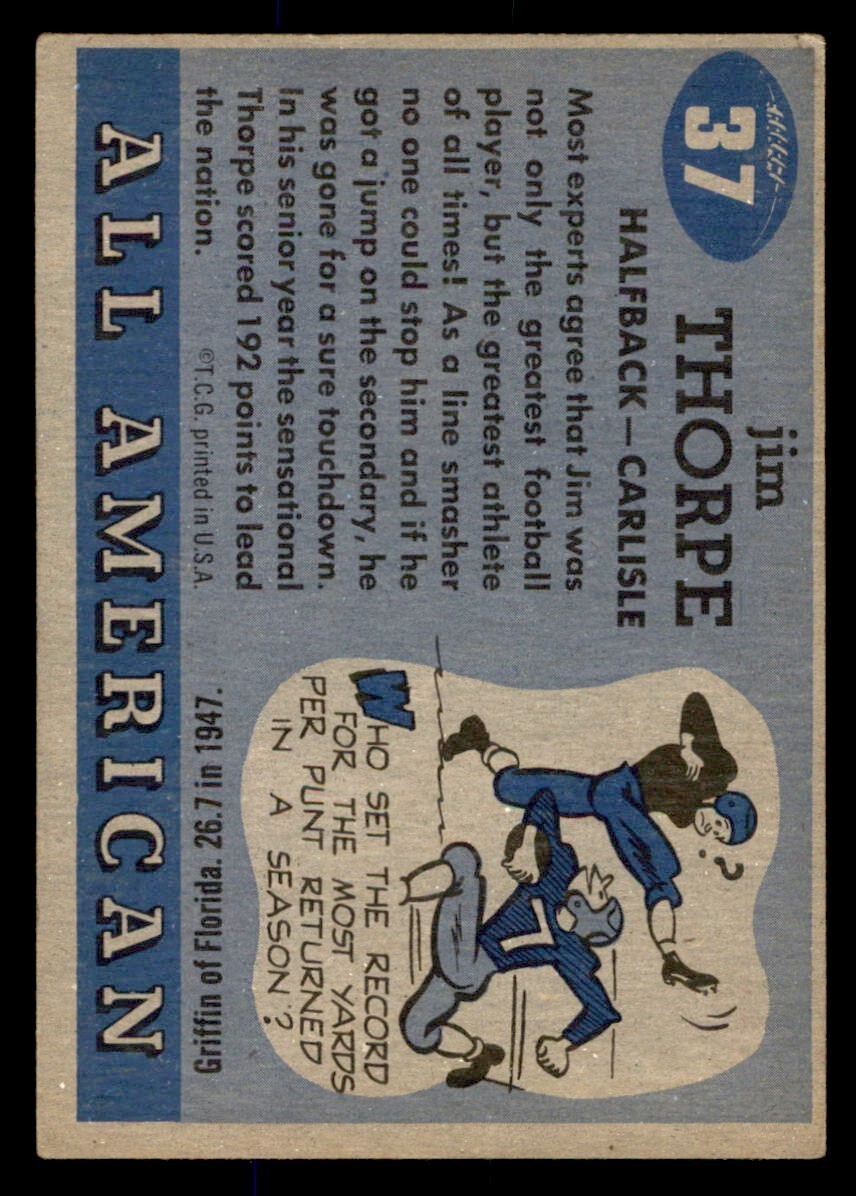 37
jim
THORPE
HALFBACK—CARLISLE
Most experts agree that Jim was
not only the greatest football
player, but the greatest athlete
of all times! As a line smasher
no one could stop him and if he
got a jump on the secondary, he
was gone for a sure touchdown.
In his senior year the sensational
Thorpe scored 192 points to lead
the nation.
©T.C.G. printed in U.S.A.
?
7
WHO SET THE RECORD
FOR THE MOST YARDS
PER PUNT RETURNED
IN A SEASON?
Griffin of Florida. 26.7 in 1947.
ALL AMERICAN